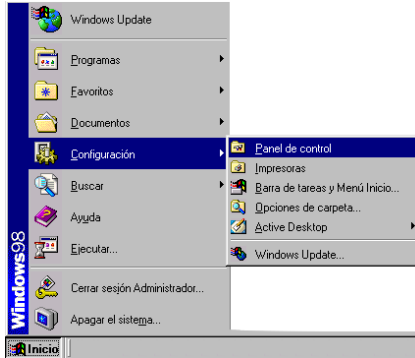 Windows Update
Programas
Favoritos
Documentos
Configuración
Panel de control
Impresoras
Barra de tareas y Menú Inicio...
Opciones de carpeta...
Active Desktop
Windows Update...
Buscar
Ayuda
Ejecutar...
Cerrar sesión Administrador...
Apagar el sistema...
Windows98
Inicio